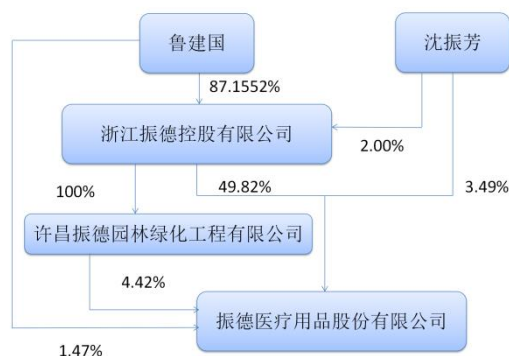 鲁建国
沈振芳
87.1552%
浙江振德控股有限公司
2.00%
100%
49.82%
3.49%
许昌振德园林绿化工程有限公司
4.42%
振德医疗用品股份有限公司
1.47%